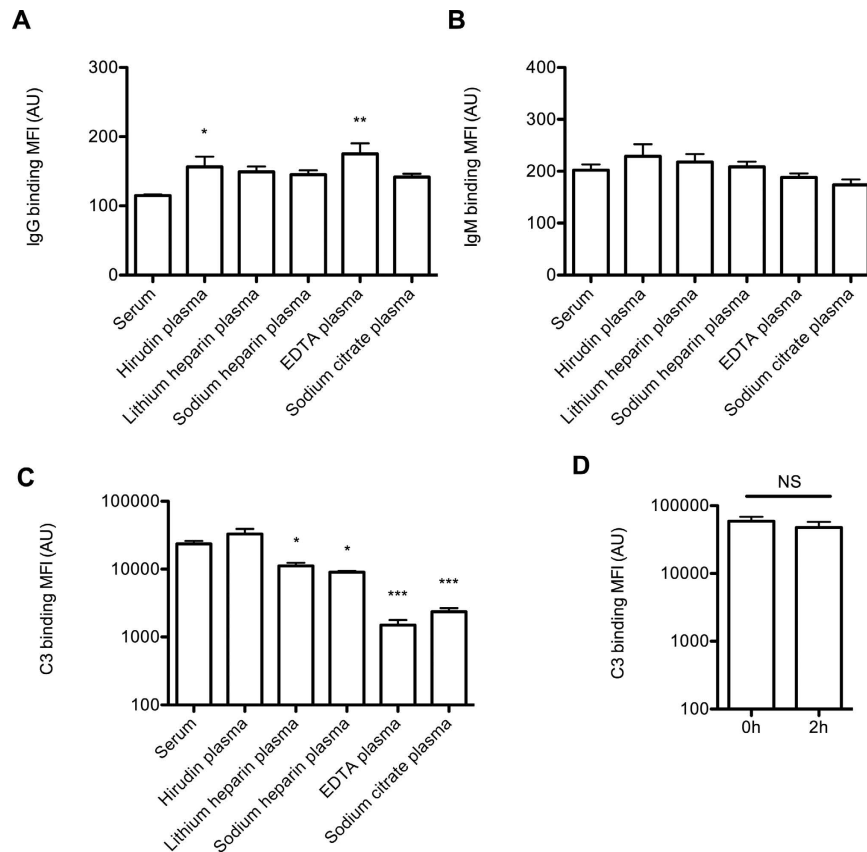 A
IgG binding MFI (AU)
300
200
100
0
*
**
Serum
Hirudin plasma
Lithium heparin plasma
Sodium heparin plasma
EDTA plasma
Sodium citrate plasma
B
IgM binding MFI (AU)
400
300
200
100
0
Serum
Hirudin plasma
Lithium heparin plasma
Sodium heparin plasma
EDTA plasma
Sodium citrate plasma
C
C3 binding MFI (AU)
100000
10000
1000
100
*
*
***
***
Serum
Hirudin plasma
Lithium heparin plasma
Sodium heparin plasma
EDTA plasma
Sodium citrate plasma
D
NS
C3 binding MFI (AU)
100000
10000
1000
100
0h
2h